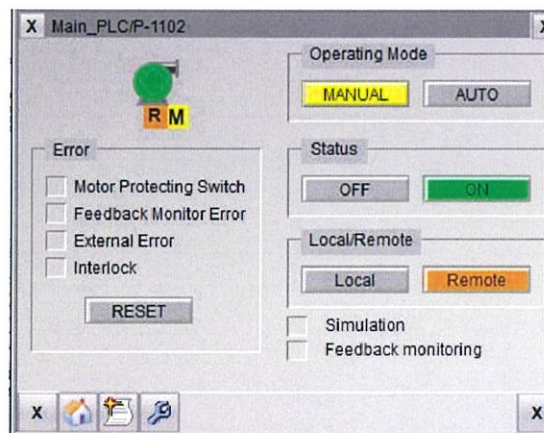 X Main_PLC/P-1102 X
R M
Operating Mode
MANUAL AUTO
Error
Motor Protecting Switch
Feedback Monitor Error
External Error
Interlock
RESET
Status
OFF ON
Local/Remote
Local Remote
Simulation
Feedback monitoring
X X